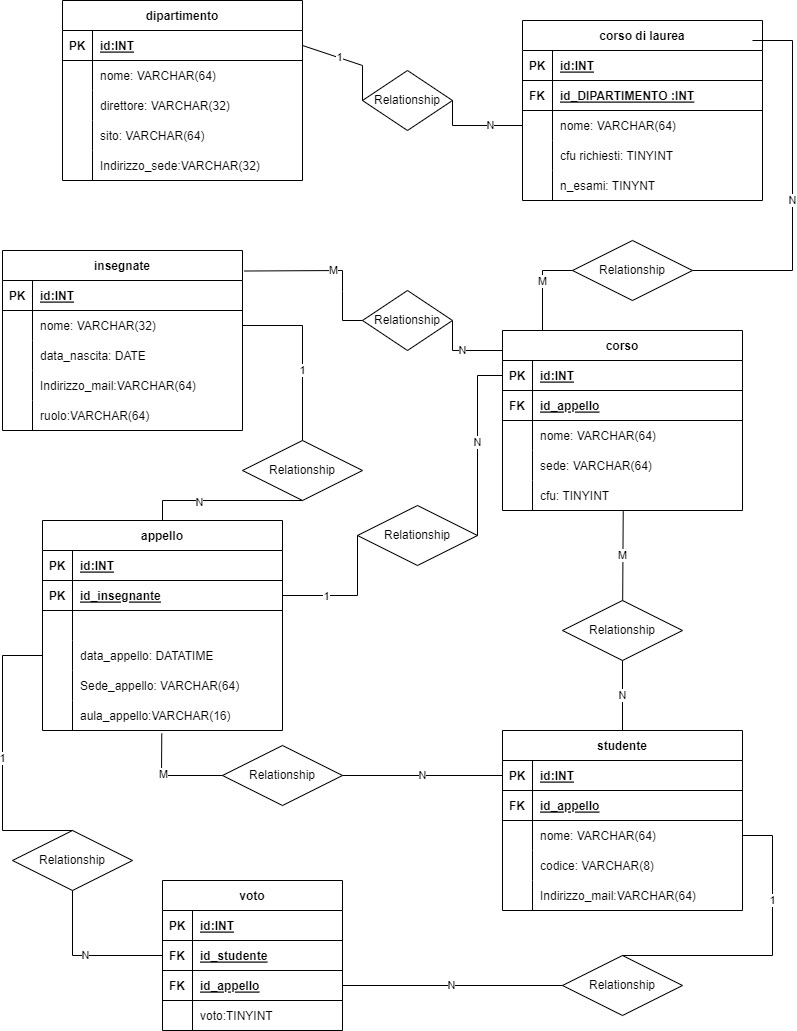 dipartimento
PK id:INT
nome: VARCHAR(64)
direttore: VARCHAR(32)
sito: VARCHAR(64)
Indirizzo_sede:VARCHAR(32)
1
Relationship
N
corso di laurea
PK id:INT
FK id_DIPARTIMENTO :INT
nome: VARCHAR(64)
cfu richiesti: TINYINT
n_esami: TINYNT
N
Relationship
M
insegnate
PK id:INT
nome: VARCHAR(32)
data_nascita: DATE
Indirizzo_mail:VARCHAR(64)
ruolo:VARCHAR(64)
M
Relationship
N
corso
PK id:INT
FK id_appello
nome: VARCHAR(64)
sede: VARCHAR(64)
cfu: TINYINT
1
Relationship
N
N
Relationship
1
appello
PK id:INT
PK id_insegnante
data_appello: DATATIME
Sede_appello: VARCHAR(64)
aula_appello:VARCHAR(16)
M
Relationship
N
M
Relationship
N
studente
PK id:INT
FK id_appello
nome: VARCHAR(64)
codice: VARCHAR(8)
Indirizzo_mail:VARCHAR(64)
1
Relationship
N
voto
PK id:INT
FK id_studente
FK id_appello
voto:TINYINT
N
Relationship
1